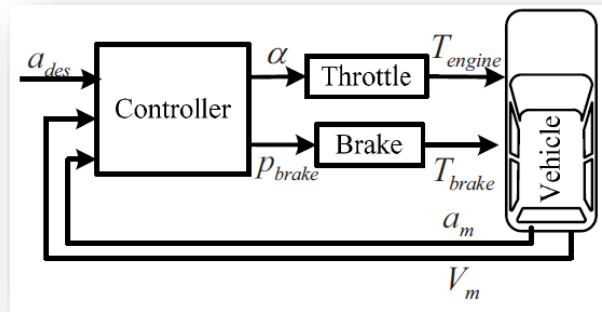 a_des
Controller
α
Throttle
T_engine
p_brake
Brake
T_brake
Vehicle
a_m
V_m